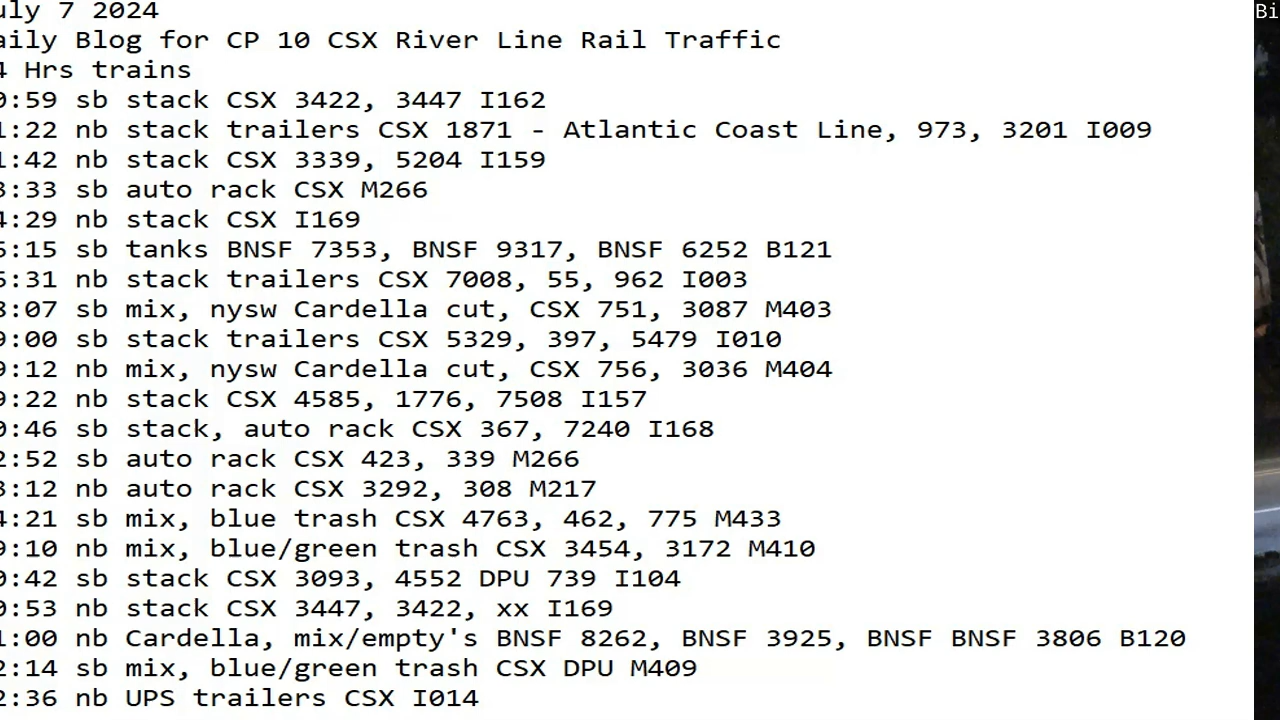 uly 7 2024
aily Blog for CP 10 CSX River Line Rail Traffic
4 Hrs trains
0:59 sb stack CSX 3422, 3447 I162
1:22 nb stack trailers CSX 1871 - Atlantic Coast Line, 973, 3201 I009
1:42 nb stack CSX 3339, 5204 I159
3:33 sb auto rack CSX M266
4:29 nb stack CSX I169
5:15 sb tanks BNSF 7353, BNSF 9317, BNSF 6252 B121
6:31 nb stack trailers CSX 7008, 55, 962 I003
8:07 sb mix, nysw Cardella cut, CSX 751, 3087 M403
9:00 sb stack trailers CSX 5329, 397, 5479 I010
9:12 nb mix, nysw Cardella cut, CSX 756, 3036 M404
9:22 nb stack CSX 4585, 1776, 7508 I157
0:46 sb stack, auto rack CSX 367, 7240 I168
2:52 sb auto rack CSX 423, 339 M266
3:12 nb auto rack CSX 3292, 308 M217
4:21 sb mix, blue trash CSX 4763, 462, 775 M433
9:10 nb mix, blue/green trash CSX 3454, 3172 M410
0:42 sb stack CSX 3093, 4552 DPU 739 I104
0:53 nb stack CSX 3447, 3422, xx I169
1:00 nb Cardella, mix/empty's BNSF 8262, BNSF 3925, BNSF BNSF 3806 B120
2:14 sb mix, blue/green trash CSX DPU M409
2:36 nb UPS trailers CSX I014
Bi